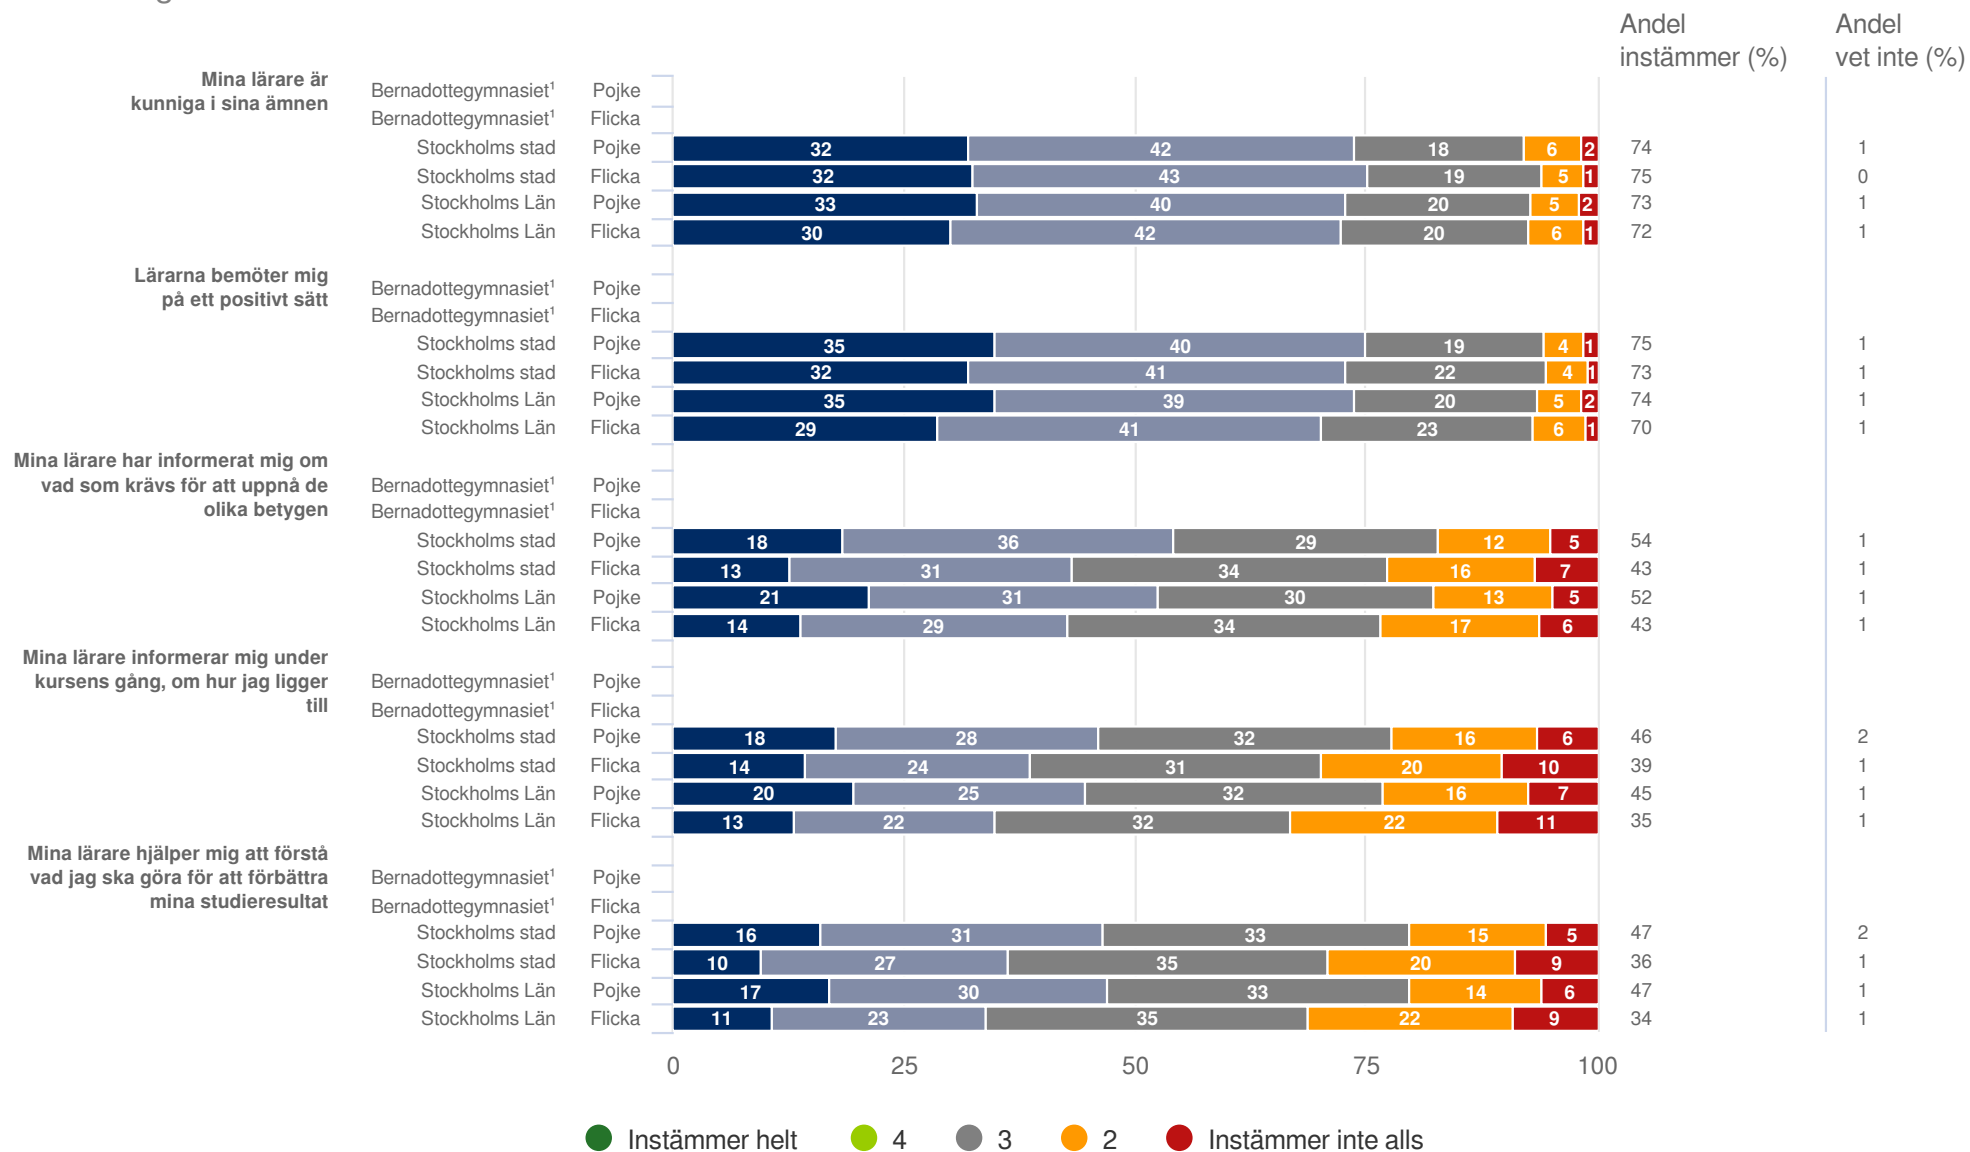 Andel
instämmer (%)
Andel
vet inte (%)
Mina lärare är
kunniga i sina ämnen
Bernadottegymnasiet¹ Pojke
Bernadottegymnasiet¹ Flicka
Stockholms stad Pojke 32 42 18 6 2 74 1
Stockholms stad Flicka 32 43 19 5 1 75 0
Stockholms Län Pojke 33 40 20 5 2 73 1
Stockholms Län Flicka 30 42 20 6 1 72 1
Lärarna bemöter mig
på ett positivt sätt
Bernadottegymnasiet¹ Pojke
Bernadottegymnasiet¹ Flicka
Stockholms stad Pojke 35 40 19 4 1 75 1
Stockholms stad Flicka 32 41 22 4 1 73 1
Stockholms Län Pojke 35 39 20 5 2 74 1
Stockholms Län Flicka 29 41 23 6 1 70 1
Mina lärare har informerat mig om
vad som krävs för att uppnå de
olika betygen
Bernadottegymnasiet¹ Pojke
Bernadottegymnasiet¹ Flicka
Stockholms stad Pojke 18 36 29 12 5 54 1
Stockholms stad Flicka 13 31 34 16 7 43 1
Stockholms Län Pojke 21 31 30 13 5 52 1
Stockholms Län Flicka 14 29 34 17 6 43 1
Mina lärare informerar mig under
kursens gång, om hur jag ligger
till
Bernadottegymnasiet¹ Pojke
Bernadottegymnasiet¹ Flicka
Stockholms stad Pojke 18 28 32 16 6 46 2
Stockholms stad Flicka 14 24 31 20 10 39 1
Stockholms Län Pojke 20 25 32 16 7 45 1
Stockholms Län Flicka 13 22 32 22 11 35 1
Mina lärare hjälper mig att förstå
vad jag ska göra för att förbättra
mina studieresultat
Bernadottegymnasiet¹ Pojke
Bernadottegymnasiet¹ Flicka
Stockholms stad Pojke 16 31 33 15 5 47 2
Stockholms stad Flicka 10 27 35 20 9 36 1
Stockholms Län Pojke 17 30 33 14 6 47 1
Stockholms Län Flicka 11 23 35 22 9 34 1
0 25 50 75 100
Instämmer helt 4 3 2 Instämmer inte alls